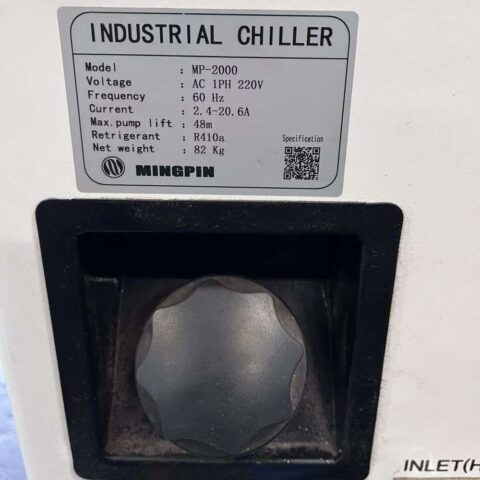 INDUSTRIAL CHILLER
Model : MP-2000
Voltage : AC 1PH 220V
Frequency : 60 Hz
Current : 2.4-20.6A
Max.pump lift : 48m
Retrigerant : R410a
Net weight : 82 Kg
Specification
MINGPIN
INLET(H